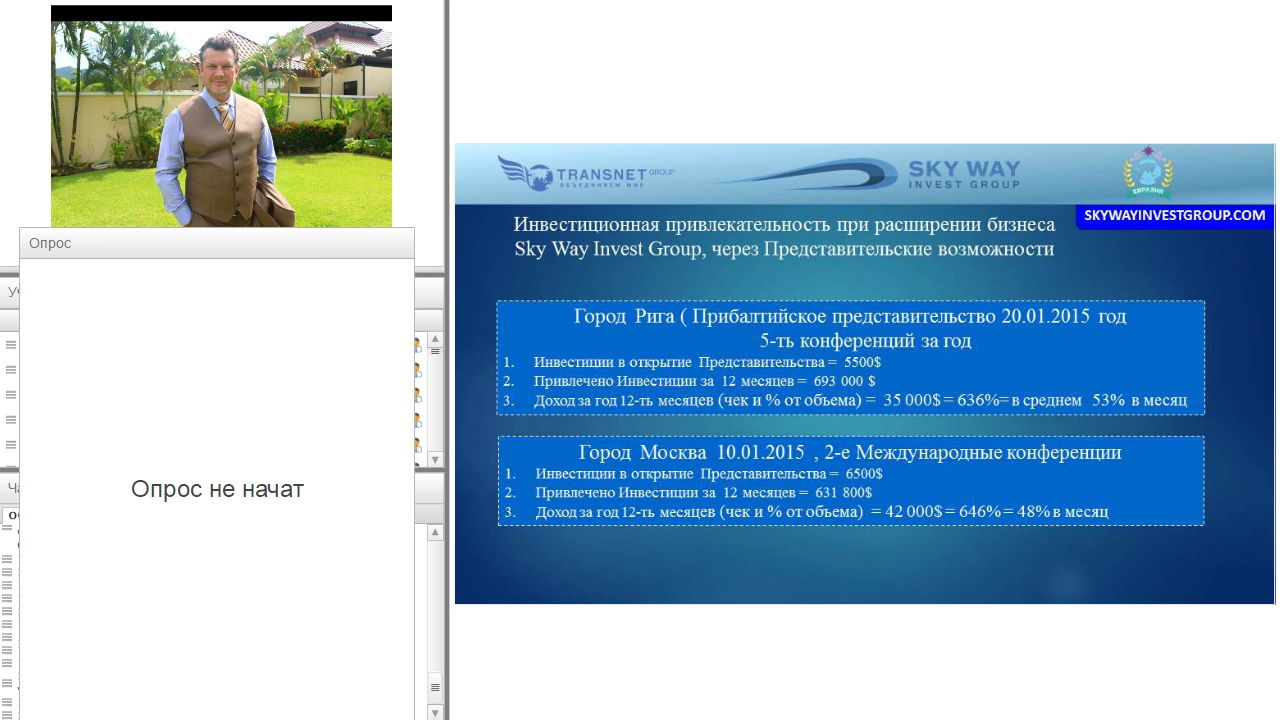 Опрос
Опрос не начат
TRANSNET GROUP
ОБЪЕДИНЯЕМ МИР
SKY WAY
INVEST GROUP
ЕВРАЗИЯ
SKYWAYINVESTGROUP.COM
Инвестиционная привлекательность при расширении бизнеса
Sky Way Invest Group, через Представительские возможности
Город Рига ( Прибалтийское представительство 20.01.2015 год
5-ть конференций за год
1. Инвестиции в открытие Представительства = 5500$
2. Привлечено Инвестиции за 12 месяцев = 693 000 $
3. Доход за год 12-ть месяцев (чек и % от объема) = 35 000$ = 636%= в среднем 53% в месяц
Город Москва 10.01.2015 , 2-е Международные конференции
1. Инвестиции в открытие Представительства = 6500$
2. Привлечено Инвестиции за 12 месяцев = 631 800$
3. Доход за год 12-ть месяцев (чек и % от объема) = 42 000$ = 646% = 48% в месяц